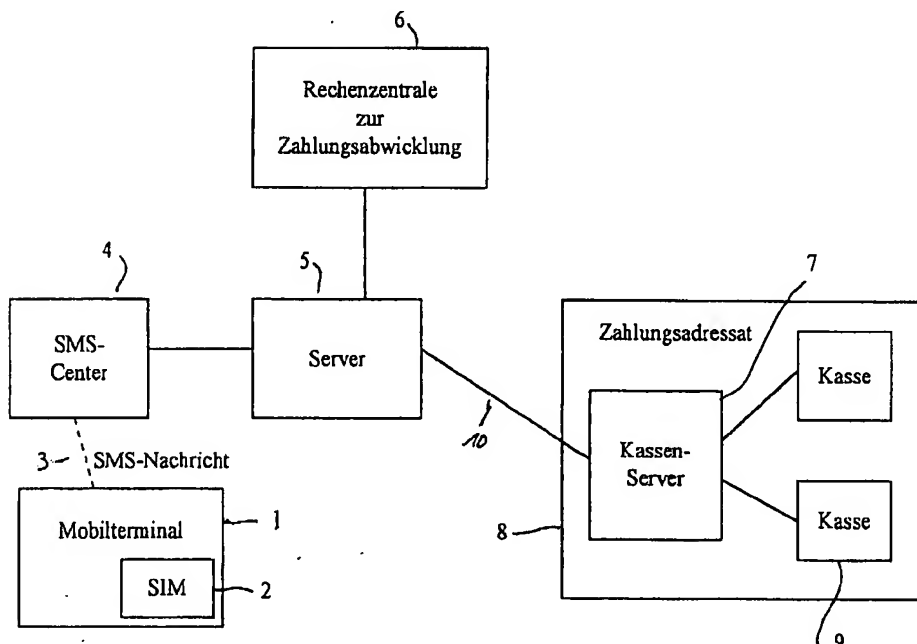 6
Rechenzentrale
zur
Zahlungsabwicklung
4
5
7
SMS-
Center
Server
Zahlungsadressat
Kasse
10
Kassen-
Server
3
SMS-Nachricht
Mobilterminal
1
8
Kasse
SIM
2
9